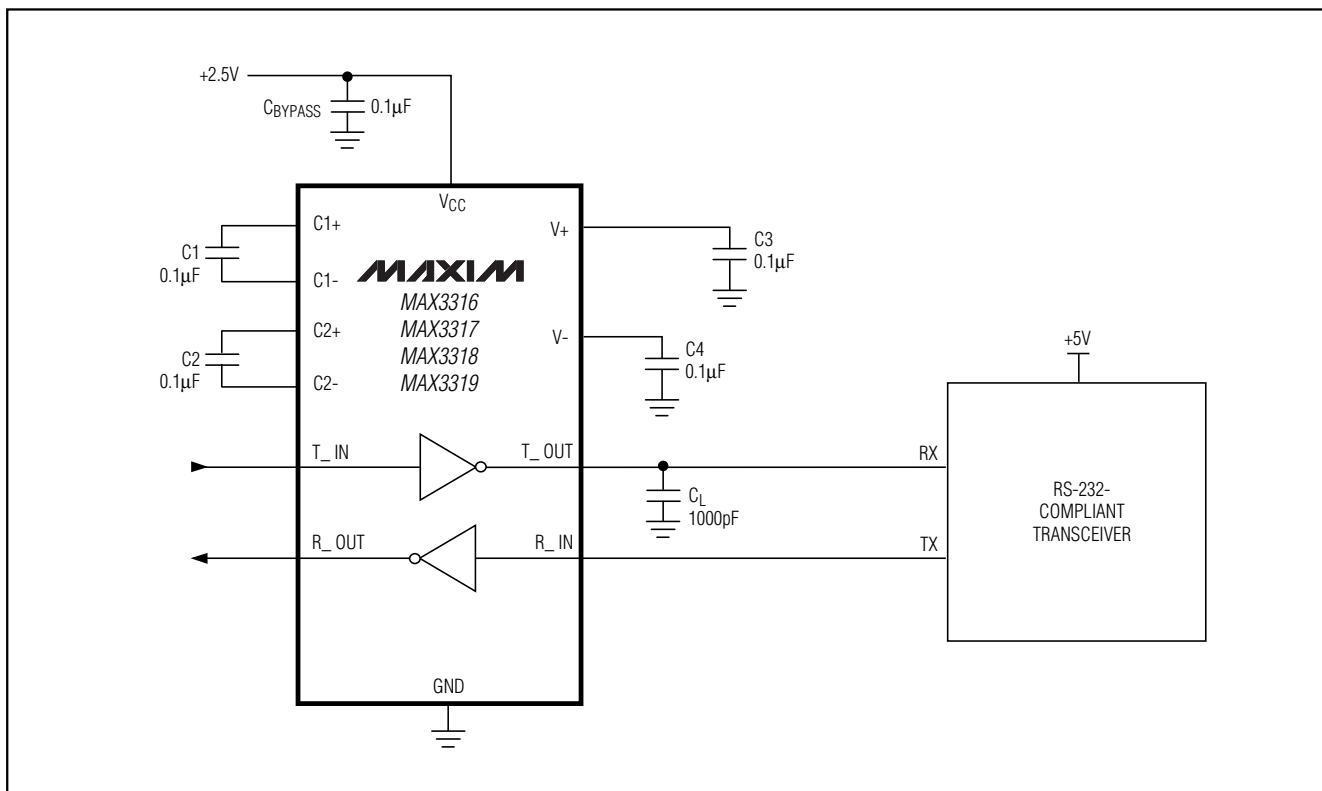 +2.5V
CBYPASS
0.1µF
VCC
C1+
V+
C1
0.1µF
C3
0.1µF
C1-
MAXIM
MAX3316
MAX3317
MAX3318
MAX3319
C2+
V-
C2
0.1µF
C4
0.1µF
C2-
+5V
T_ IN
T_ OUT
RX
CL
1000pF
RS-232-
COMPLIANT
TRANSCEIVER
R_ OUT
R_ IN
TX
GND